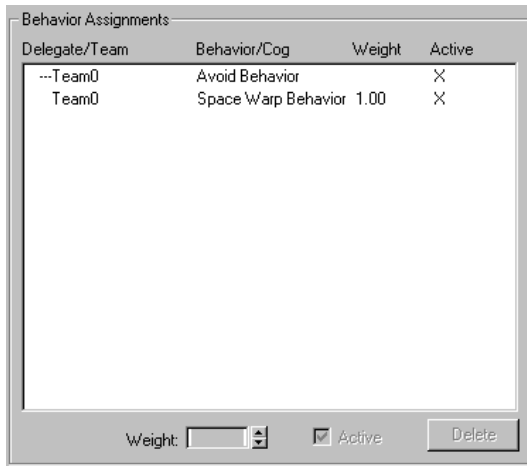 Behavior Assignments
Delegate/Team Behavior/Cog Weight Active
---Team0 Avoid Behavior X
Team0 Space Warp Behavior 1.00 X
Weight: Active Delete